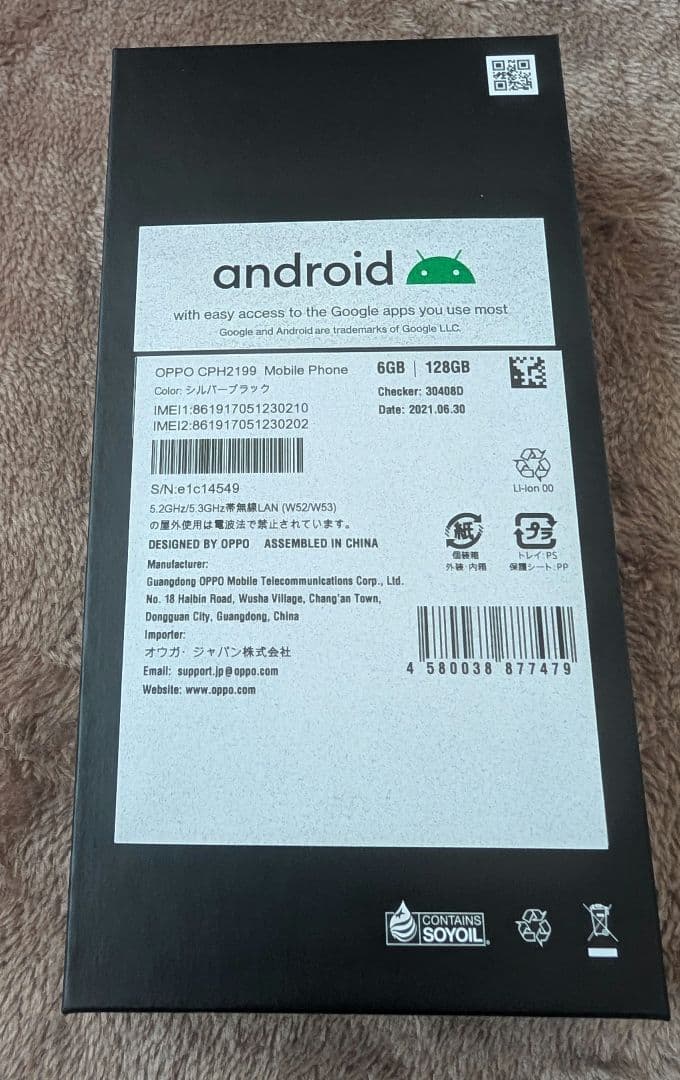 android
with easy access to the Google apps you use most
Google and Android are trademarks of Google LLC.
OPPO CPH2199 Mobile Phone
6GB | 128GB
Color: シルバーブラック
Checker: 30408D
IMEI1:861917051230210
Date: 2021.06.30
IMEI2:861917051230202
S/N:e1c14549
Li-ion 00
5.2GHz/5.3GHz帯無線LAN (W52/W53)
の屋外使用は電波法で禁止されています。
紙
個装箱
外装・内箱
プラ
トレイ:PS
保護シート:PP
DESIGNED BY OPPO ASSEMBLED IN CHINA
Manufacturer:
Guangdong OPPO Mobile Telecommunications Corp., Ltd.
No. 18 Haibin Road, Wusha Village, Chang'an Town,
Dongguan City, Guangdong, China
Importer:
オウガ・ジャパン株式会社
Email: support.jp@oppo.com
Website: www.oppo.com
4 580038 877479
CONTAINS
SOYOIL